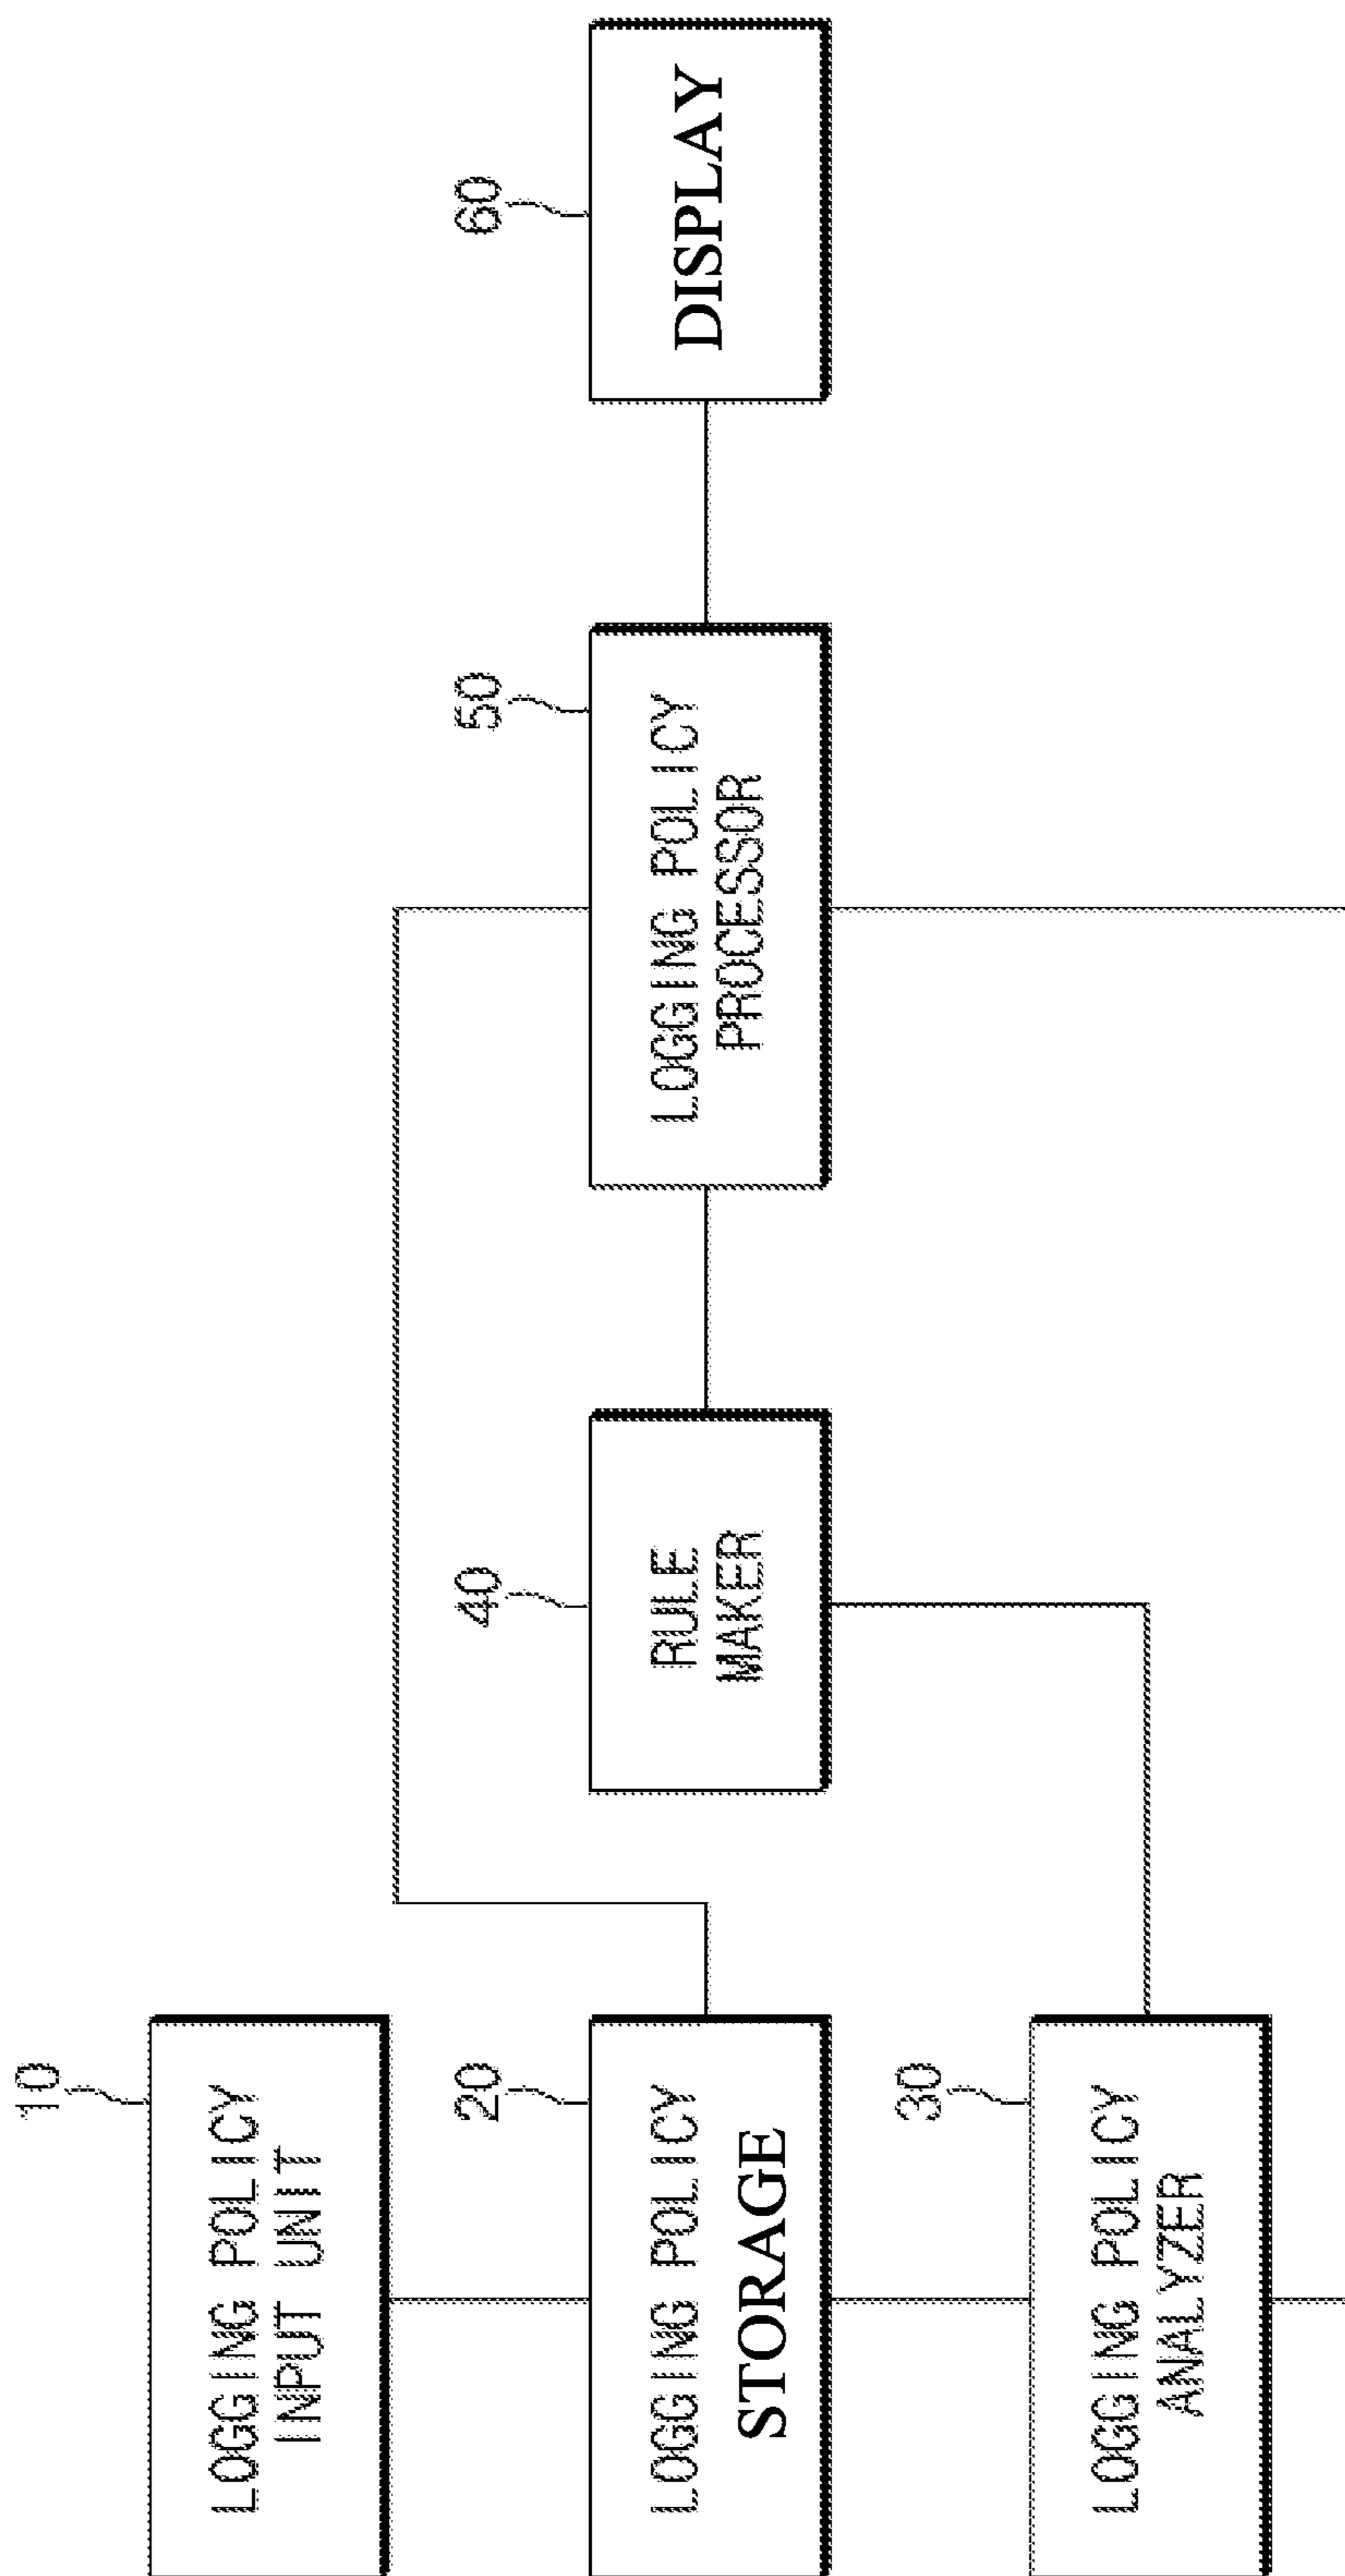 10
LOGGING POLICY
INPUT UNIT
20
LOGGING POLICY
STORAGE
30
LOGGING POLICY
ANALYZER
40
RULE
MAKER
50
LOGGING POLICY
PROCESSOR
60
DISPLAY